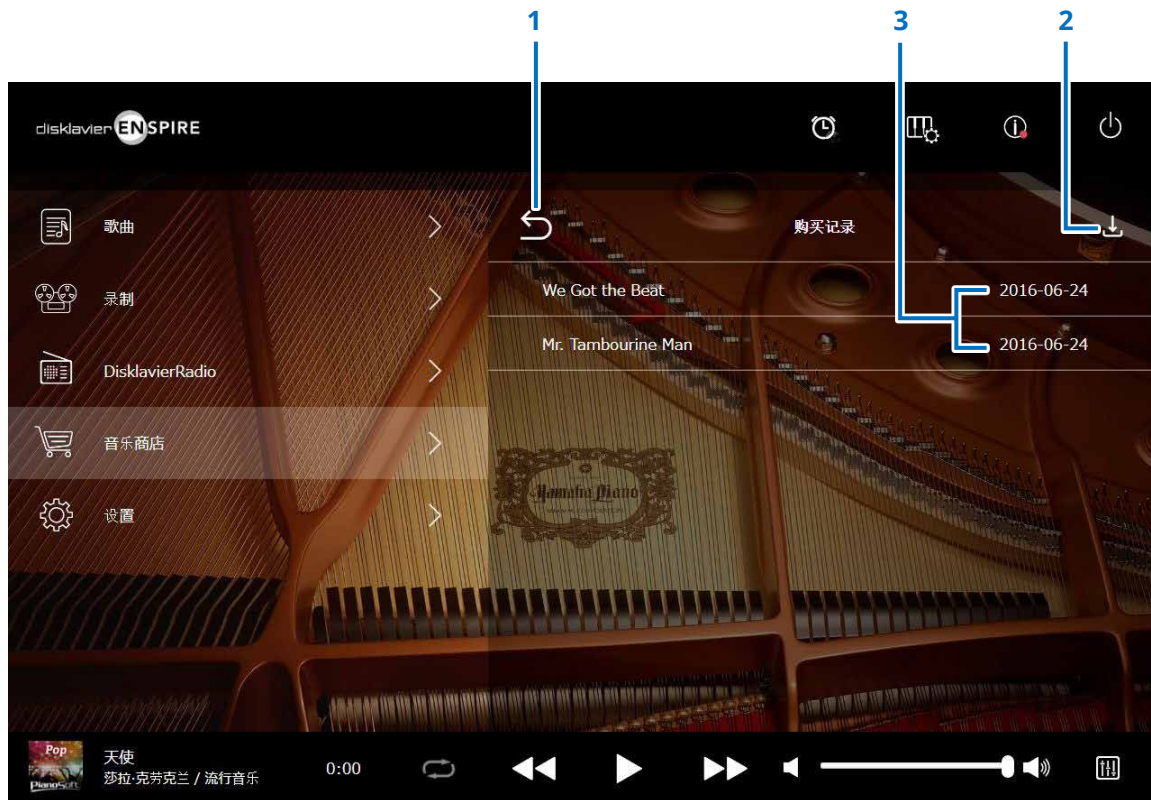 1
3
2
disklavier ENSPIRE
歌曲
购买记录
录制
We Got the Beat
2016-06-24
Mr. Tambourine Man
2016-06-24
DisklavierRadio
音乐商店
设置
Yamaha Piano
Pop
PianoSoft
天使
莎拉·克劳克兰 / 流行音乐
0:00